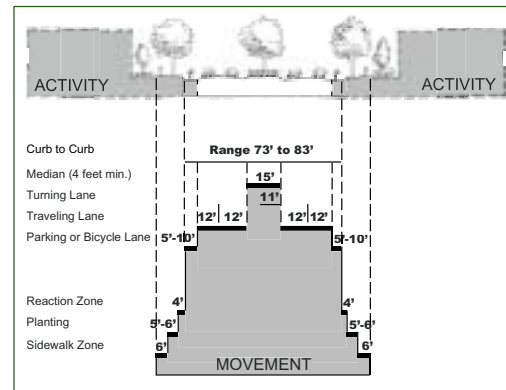 ACTIVITY ACTIVITY
Curb to Curb Range 73' to 83'
Median (4 feet min.) 15'
Turning Lane 11'
Traveling Lane 12' 12' 12' 12'
Parking or Bicycle Lane 5'-10' 5'-10'
Reaction Zone 4' 4'
Planting 5'-6' 5'-6'
Sidewalk Zone 6' 6'
MOVEMENT